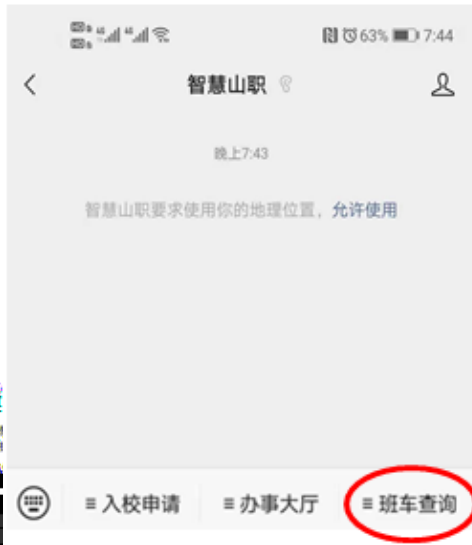 63% 7:44
智慧山职
晚上7:43
智慧山职要求使用你的地理位置，允许使用
入校申请 办事大厅 班车查询